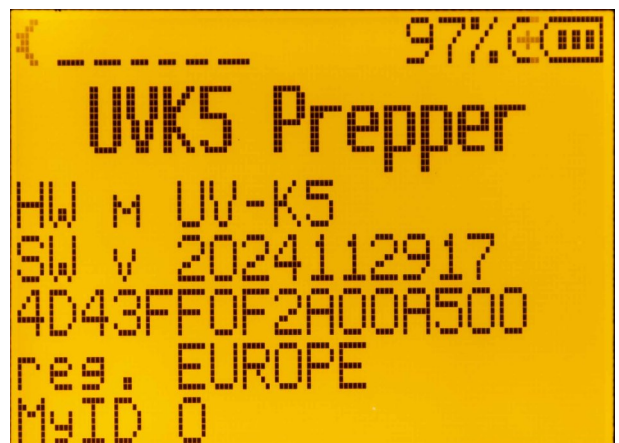 97%
UVK5 Prepper
HW M UV-K5
SW V 2024112917
4D43FF0F2A00A500
reg. EUROPE
MyID 0